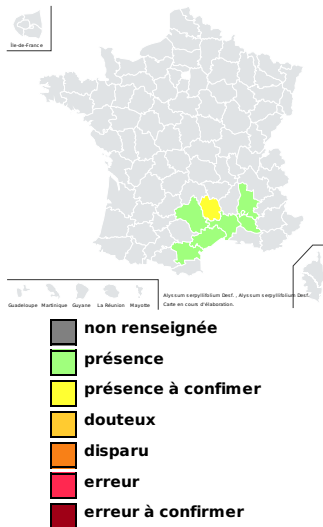 Île-de-France
Guadeloupe Martinique Guyane La Réunion Mayotte
Alyssum serpyllifolium Desf. , Alyssum serpyllifolium Desf.
Carte en cours d'élaboration.
non renseignée
présence
présence à confimer
douteux
disparu
erreur
erreur à confirmer